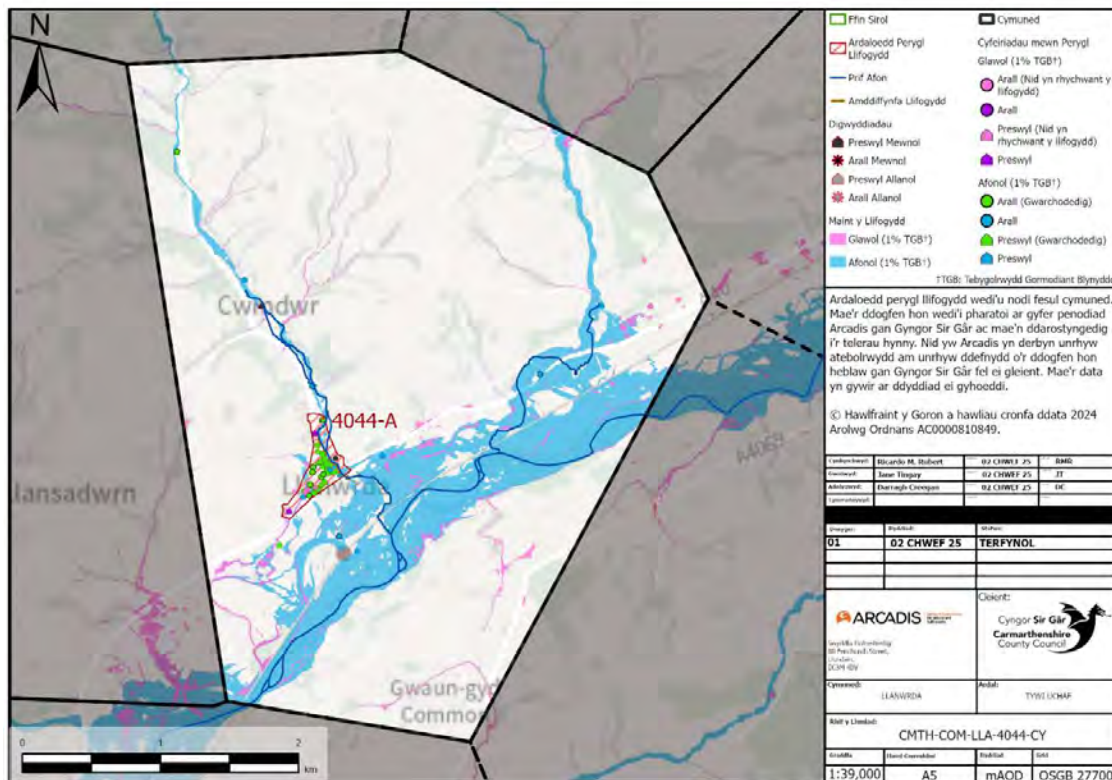 N
Cwmdwr
4044-A
Llanwrda
Llansadwrn
A4069
Gwaun-gyd
Common
0 1 2
km
Ffin Sirol
Ardaloedd Perygl
Llifogydd
Prif Afon
Amddiffynfa Llifogydd
Digwyddiadau
Preswyl Mewnol
Arall Mewnol
Preswyl Allanol
Arall Allanol
Maint y Llifogydd
Glawol (1% TGB†)
Afonol (1% TGB†)
Cymuned
Cyfeiriadau mewn Perygl
Glawol (1% TGB†)
Arall (Nid yn rhychwant y
llifogydd)
Arall
Preswyl (Nid yn
rhychwant y llifogydd)
Preswyl
Afonol (1% TGB†)
Arall (Gwarchodedig)
Arall
Preswyl (Gwarchodedig)
Preswyl
†TGB: Tebygolrwydd Gormodiant Blynyddo
Ardaloedd perygl llifogydd wedi'u nodi fesul cymuned.
Mae'r ddogfen hon wedi'i pharatoi ar gyfer penodiad
Arcadis gan Gyngor Sir Gâr ac mae'n ddarostyngedig
i'r telerau hynny. Nid yw Arcadis yn derbyn unrhyw
atebolrwydd am unrhyw ddefnydd o'r ddogfen hon
heblaw gan Gyngor Sir Gâr fel ei gleient. Mae'r data
yn gywir ar ddyddiad ei gyhoeddi.
© Hawlfraint y Goron a hawliau cronfa ddata 2024
Arolwg Ordnans AC0000810849.
Ricardo M. Robert 02 CHWEF 25 RMR
Jane Tingay 02 CHWEF 25 JT
Darragh Creegan 02 CHWEF 25 DC
01 02 CHWEF 25 TERFYNOL
ARCADIS
Cleient:
Cyngor Sir Gâr
Carmarthenshire
County Council
Cymuned: Ardal:
LLANWRDA TYWI UCHAF
CMTH-COM-LLA-4044-CY
Graddfa
1:39,000 A5 mAOD OSGB 27700